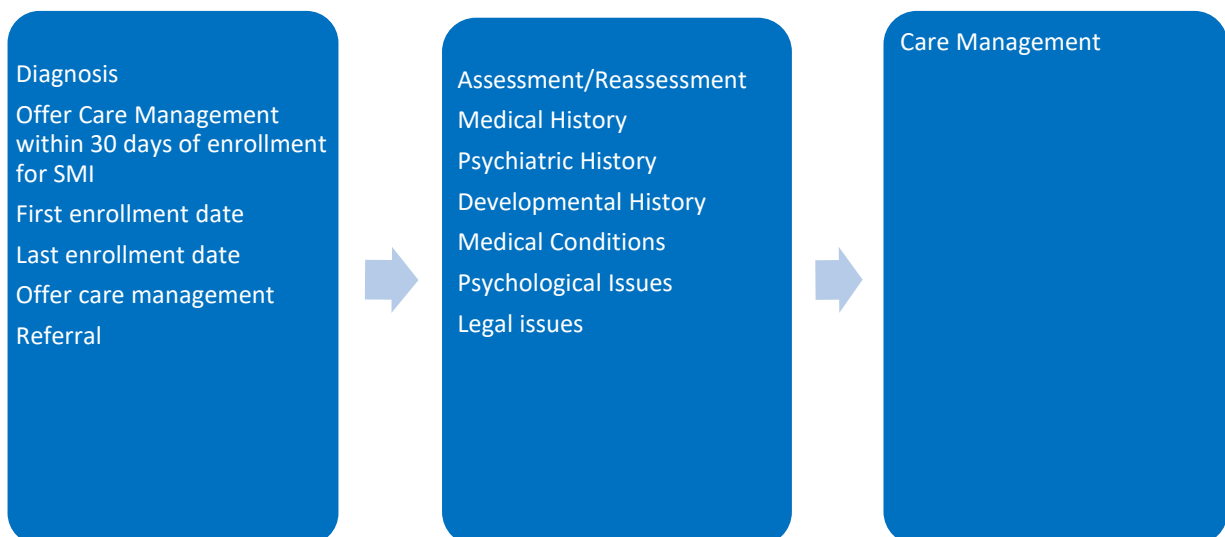 Diagnosis
Offer Care Management
within 30 days of enrollment
for SMI
First enrollment date
Last enrollment date
Offer care management
Referral
Assessment/Reassessment
Medical History
Psychiatric History
Developmental History
Medical Conditions
Psychological Issues
Legal issues
Care Management